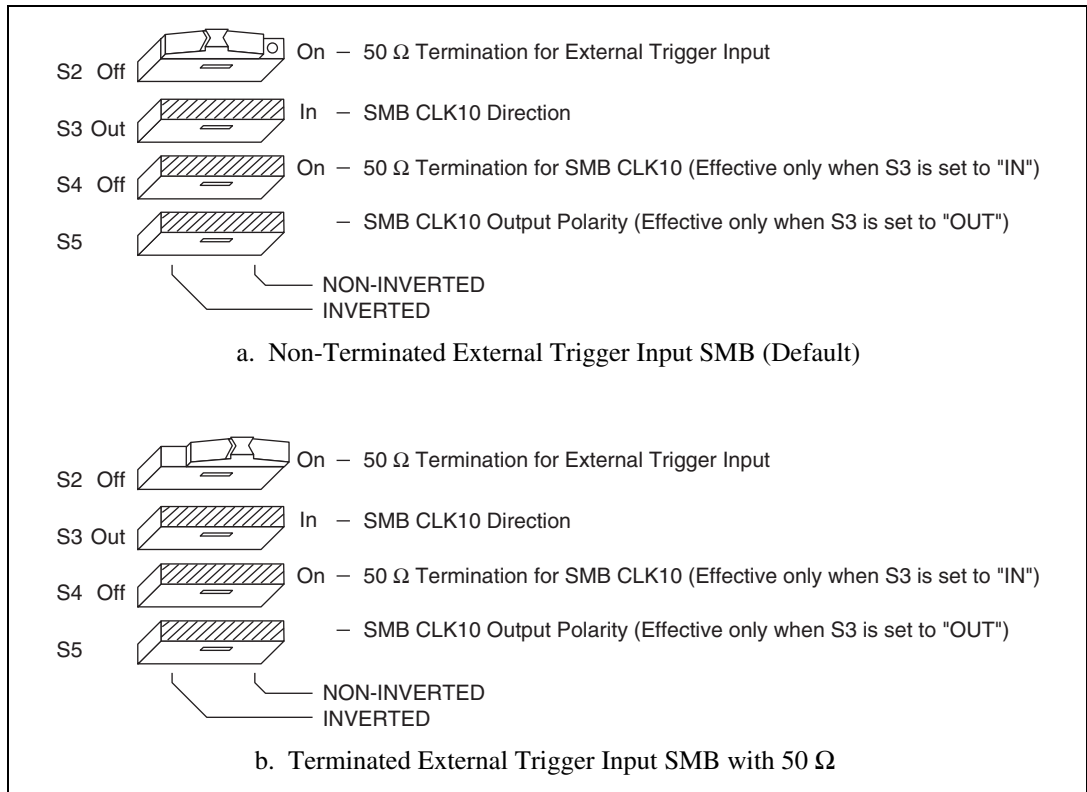 S2 Off On – 50 Ω Termination for External Trigger Input
S3 Out In – SMB CLK10 Direction
S4 Off On – 50 Ω Termination for SMB CLK10 (Effective only when S3 is set to "IN")
S5 – SMB CLK10 Output Polarity (Effective only when S3 is set to "OUT")
NON-INVERTED
INVERTED
a. Non-Terminated External Trigger Input SMB (Default)
S2 Off On – 50 Ω Termination for External Trigger Input
S3 Out In – SMB CLK10 Direction
S4 Off On – 50 Ω Termination for SMB CLK10 (Effective only when S3 is set to "IN")
S5 – SMB CLK10 Output Polarity (Effective only when S3 is set to "OUT")
NON-INVERTED
INVERTED
b. Terminated External Trigger Input SMB with 50 Ω